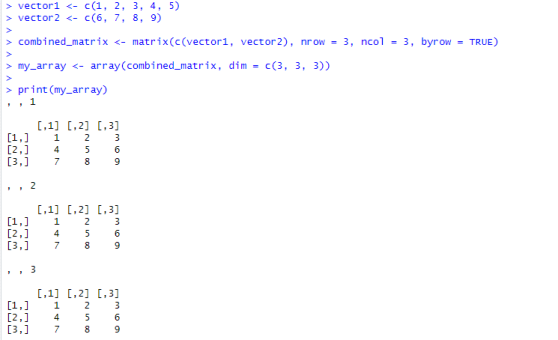 > vector1 <- c(1, 2, 3, 4, 5)
> vector2 <- c(6, 7, 8, 9)
>
> combined_matrix <- matrix(c(vector1, vector2), nrow = 3, ncol = 3, byrow = TRUE)
>
> my_array <- array(combined_matrix, dim = c(3, 3, 3))
>
> print(my_array)
, , 1

     [,1] [,2] [,3]
[1,]    1    2    3
[2,]    4    5    6
[3,]    7    8    9

, , 2

     [,1] [,2] [,3]
[1,]    1    2    3
[2,]    4    5    6
[3,]    7    8    9

, , 3

     [,1] [,2] [,3]
[1,]    1    2    3
[2,]    4    5    6
[3,]    7    8    9